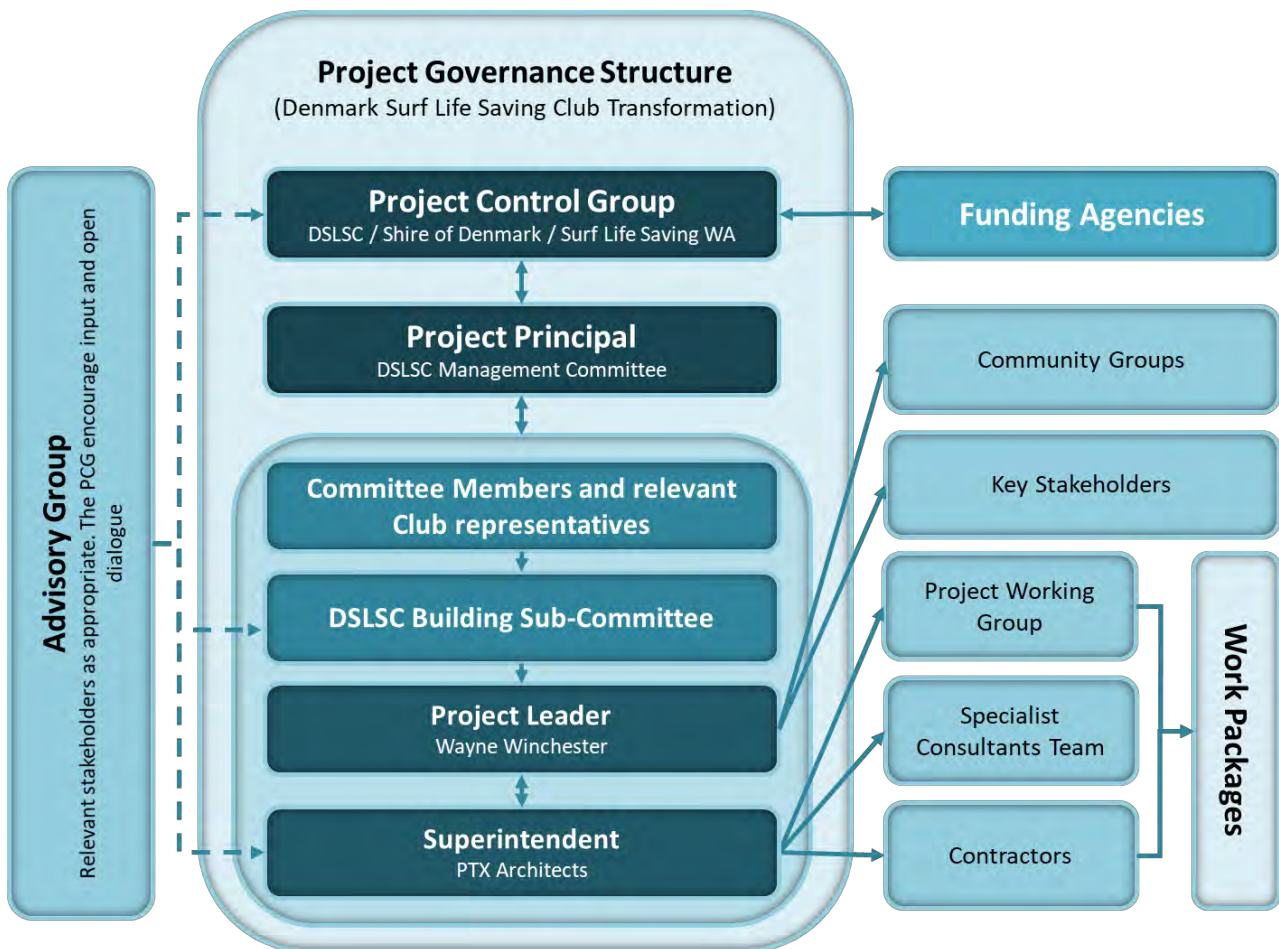 Project Governance Structure
(Denmark Surf Life Saving Club Transformation)
Advisory Group
Relevant stakeholders as appropriate. The PCG encourage input and open
dialogue
Project Control Group
DSLSC / Shire of Denmark / Surf Life Saving WA
Funding Agencies
Project Principal
DSLSC Management Committee
Community Groups
Key Stakeholders
Committee Members and relevant
Club representatives
DSLSC Building Sub-Committee
Project Leader
Wayne Winchester
Superintendent
PTX Architects
Project Working
Group
Specialist
Consultants Team
Contractors
Work Packages